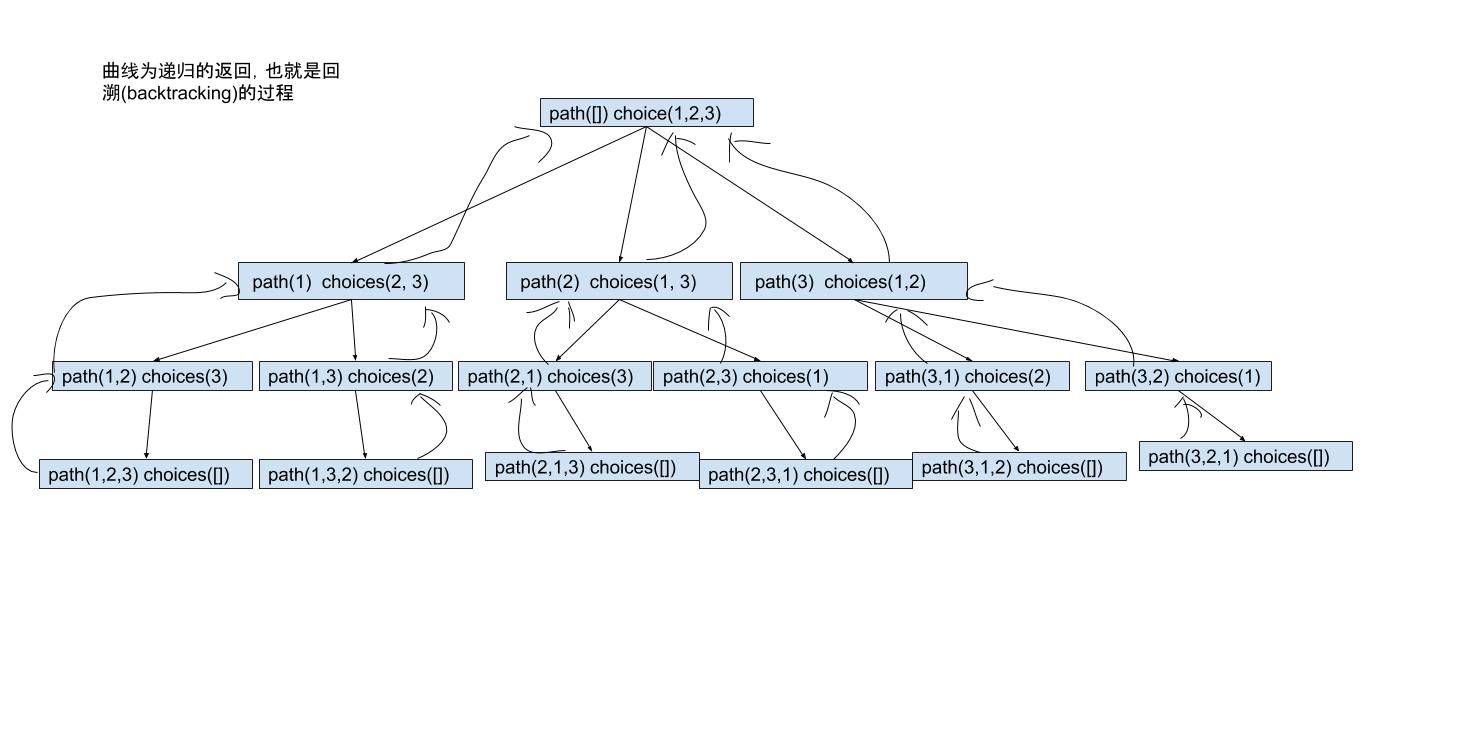 曲线为递归的返回，也就是回
溯(backtracking)的过程
path([]) choice(1,2,3)
path(1)  choices(2, 3)
path(2)  choices(1, 3)
path(3)  choices(1,2)
path(1,2) choices(3)
path(1,3) choices(2)
path(2,1) choices(3)
path(2,3) choices(1)
path(3,1) choices(2)
path(3,2) choices(1)
path(1,2,3) choices([])
path(1,3,2) choices([])
path(2,1,3) choices([])
path(2,3,1) choices([])
path(3,1,2) choices([])
path(3,2,1) choices([])